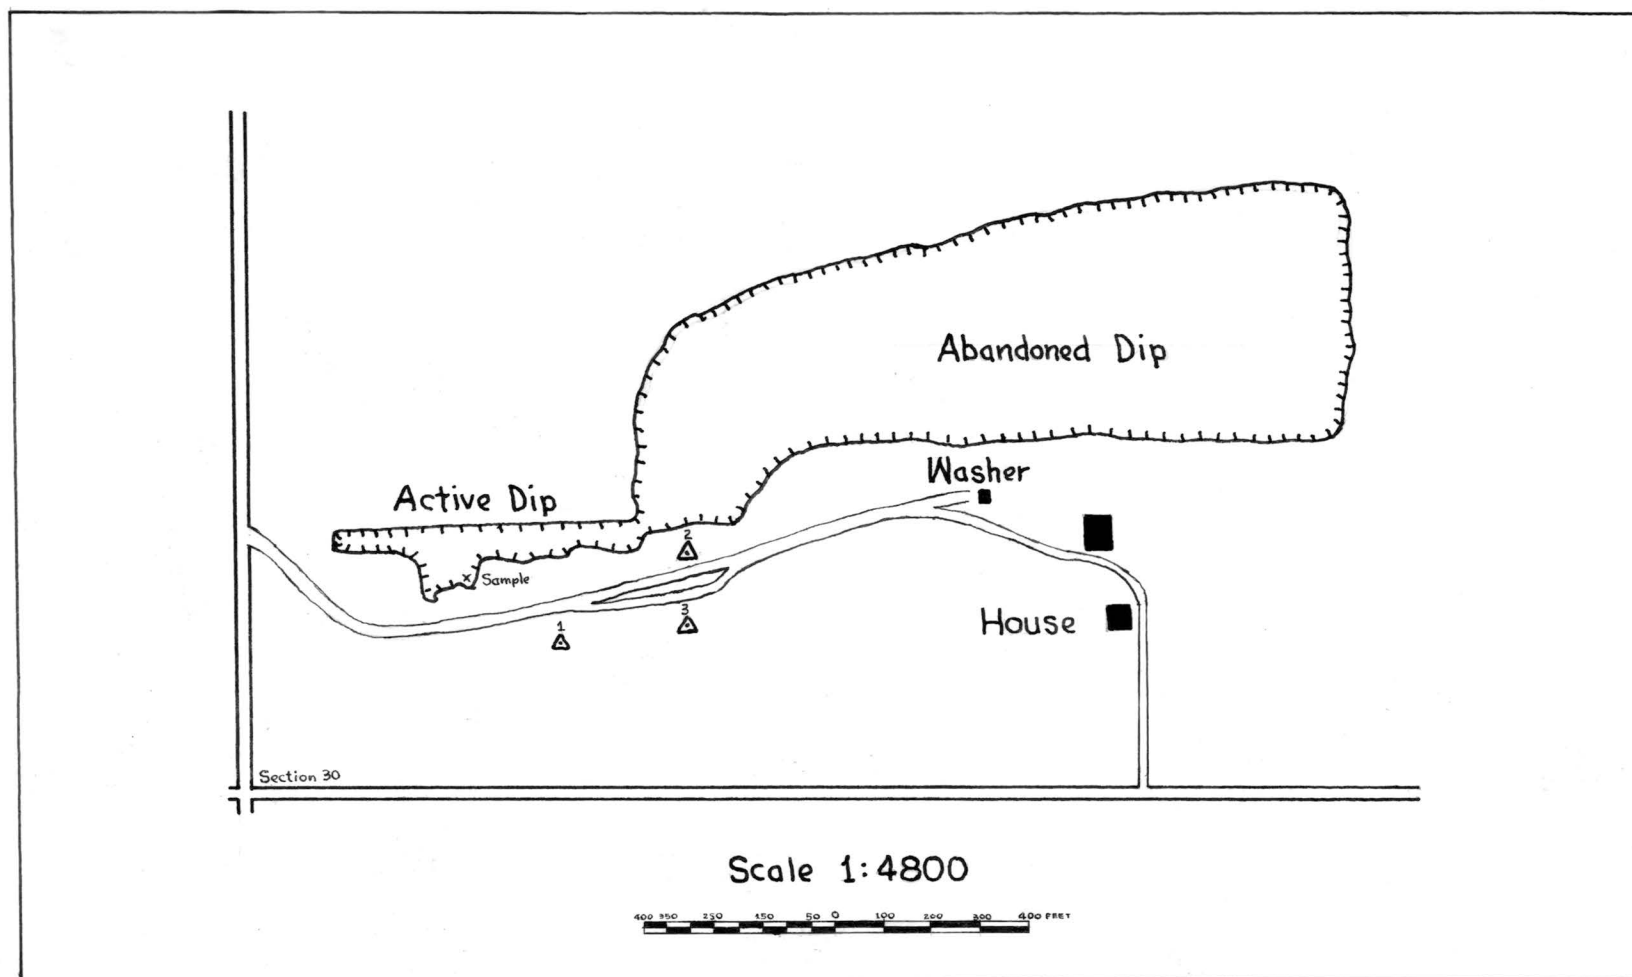 Abandoned Dip
Washer
Active Dip
2
Sample
3
1
House
Section 30
Scale 1:4800
400 350 250 150 50 0 100 200 300 400 FEET